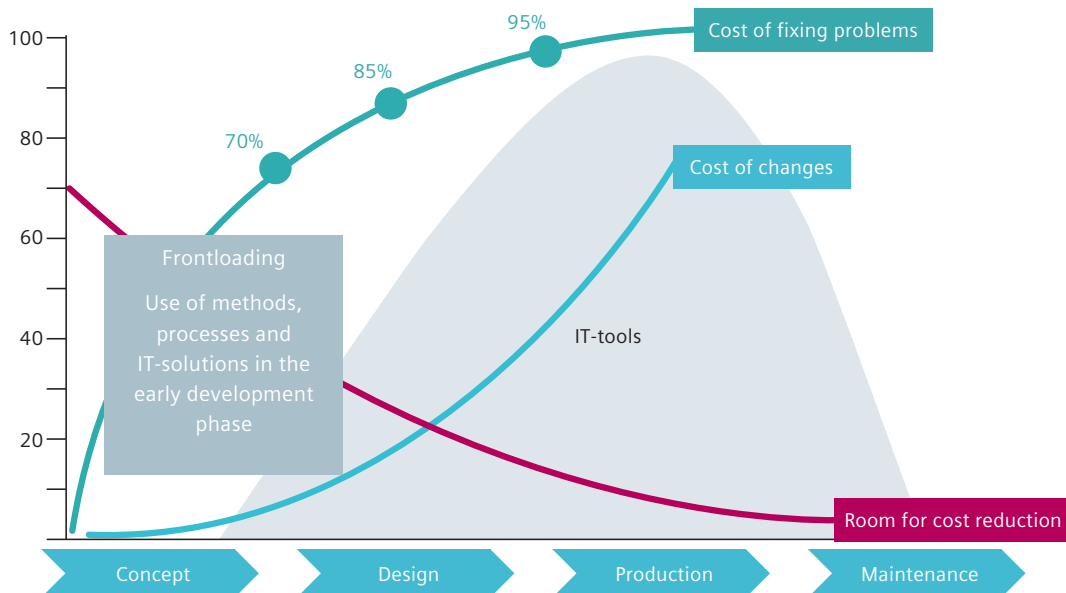 95%
Cost of fixing problems
100
85%
80
70%
Cost of changes
60
Frontloading
Use of methods,
processes and
IT-solutions in the
early development
phase
40
IT-tools
20
Room for cost reduction
Concept
Design
Production
Maintenance